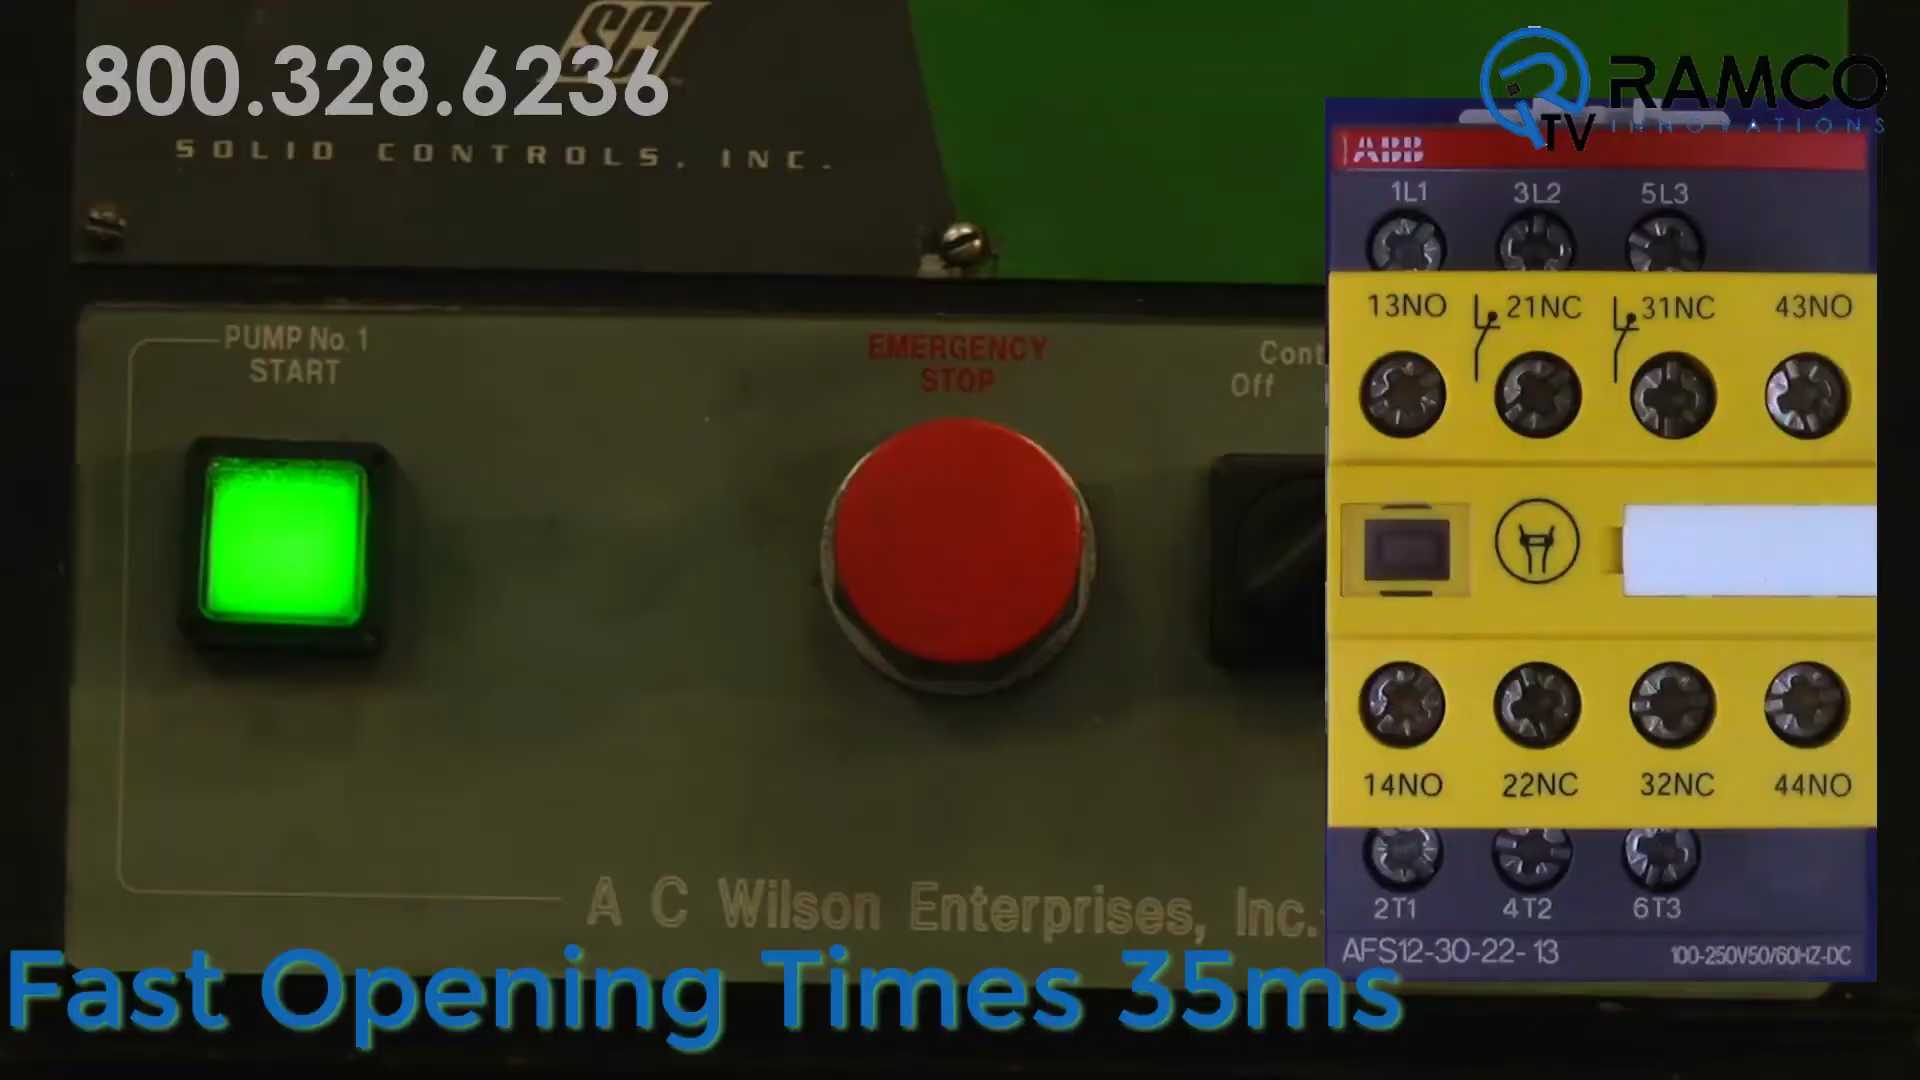 800.328.6236
SCI
SOLID CONTROLS, INC.
RAMCO
TV INNOVATIONS
ABB
1L1 3L2 5L3
13NO 21NC 31NC 43NO
PUMP No. 1
START
EMERGENCY
STOP
Cont
Off
14NO 22NC 32NC 44NO
2T1 4T2 6T3
A C Wilson Enterprises, Inc.
AFS12-30-22-13 100-250V50/60HZ-DC
Fast Opening Times 35ms